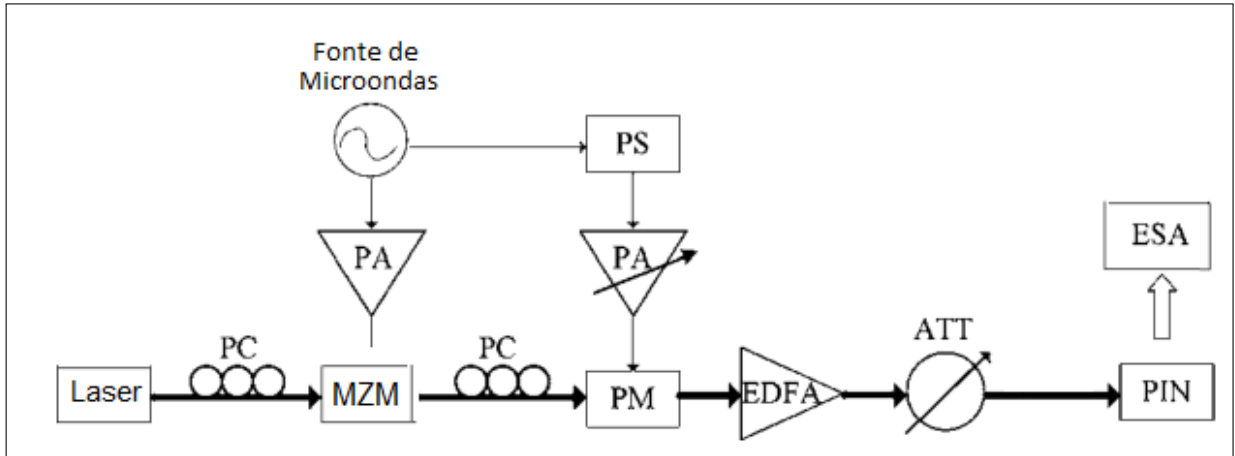 Fonte de
Microondas
PS
PA
PA
ESA
PC
PC
ATT
Laser
MZM
PM
EDFA
PIN